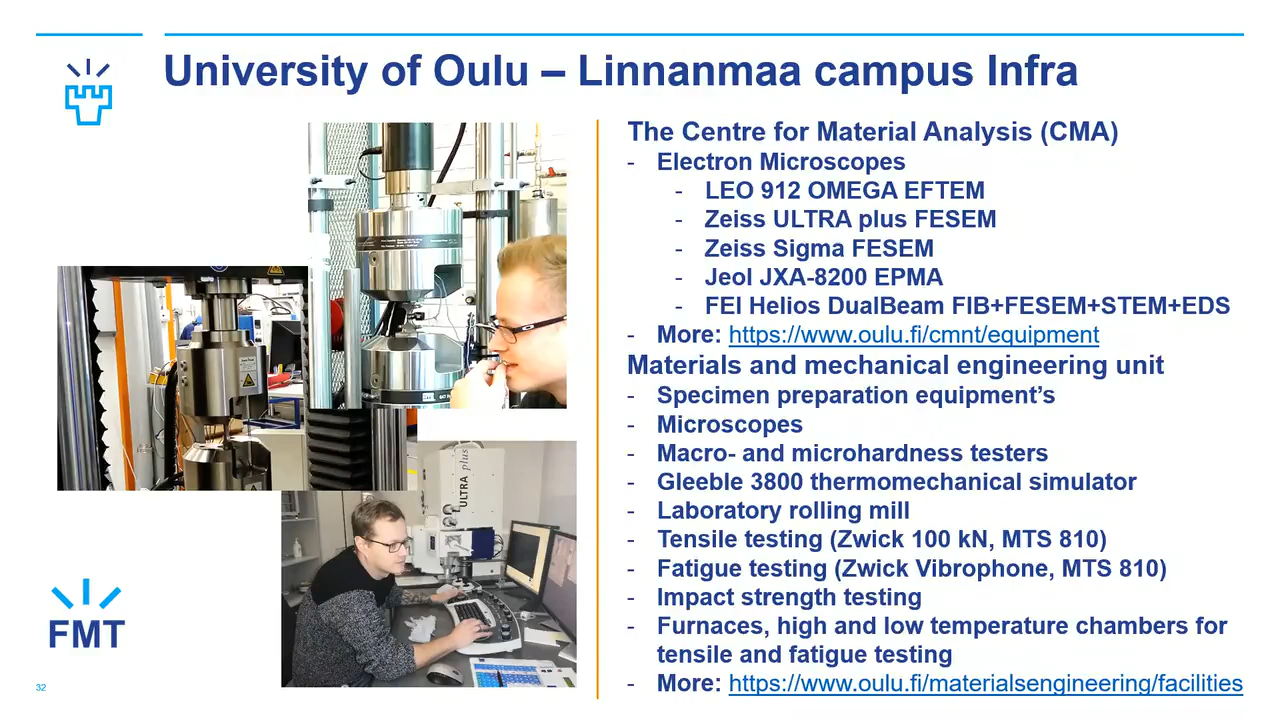 University of Oulu – Linnanmaa campus Infra
The Centre for Material Analysis (CMA)
- Electron Microscopes
- LEO 912 OMEGA EFTEM
- Zeiss ULTRA plus FESEM
- Zeiss Sigma FESEM
- Jeol JXA-8200 EPMA
- FEI Helios DualBeam FIB+FESEM+STEM+EDS
- More: https://www.oulu.fi/cmnt/equipment
Materials and mechanical engineering unit
- Specimen preparation equipment’s
- Microscopes
- Macro- and microhardness testers
- Gleeble 3800 thermomechanical simulator
- Laboratory rolling mill
- Tensile testing (Zwick 100 kN, MTS 810)
- Fatigue testing (Zwick Vibrophone, MTS 810)
- Impact strength testing
- Furnaces, high and low temperature chambers for
tensile and fatigue testing
- More: https://www.oulu.fi/materialsengineering/facilities
ULTRA plus
FMT
32